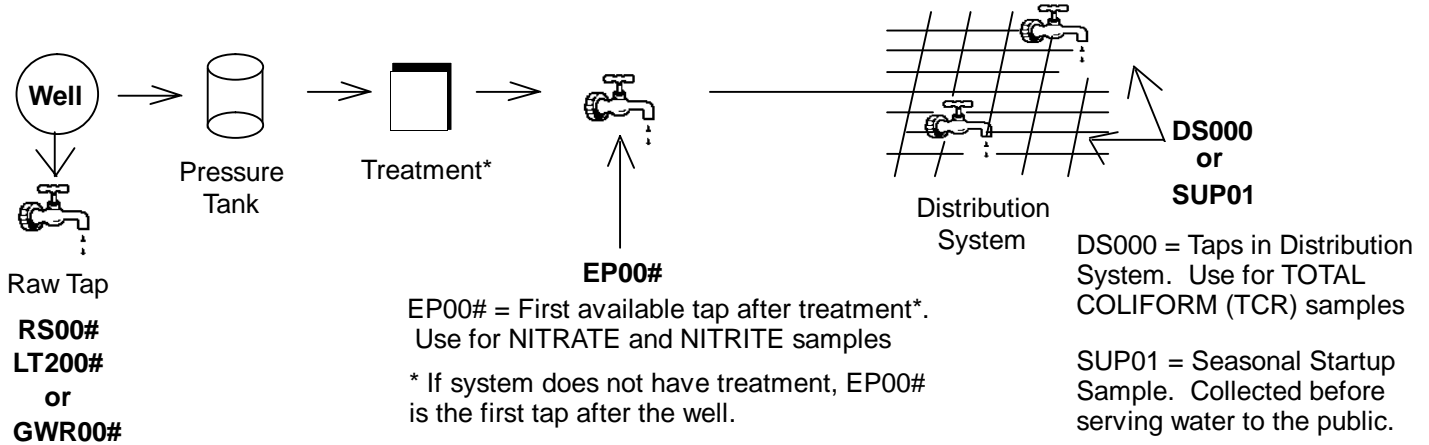 Well
Raw Tap
RS00#
LT200#
or
GWR00#
Pressure
Tank
Treatment*
EP00#
EP00# = First available tap after treatment*.
Use for NITRATE and NITRITE samples
* If system does not have treatment, EP00#
is the first tap after the well.
Distribution
System
DS000
or
SUP01
DS000 = Taps in Distribution
System. Use for TOTAL
COLIFORM (TCR) samples
SUP01 = Seasonal Startup
Sample. Collected before
serving water to the public.